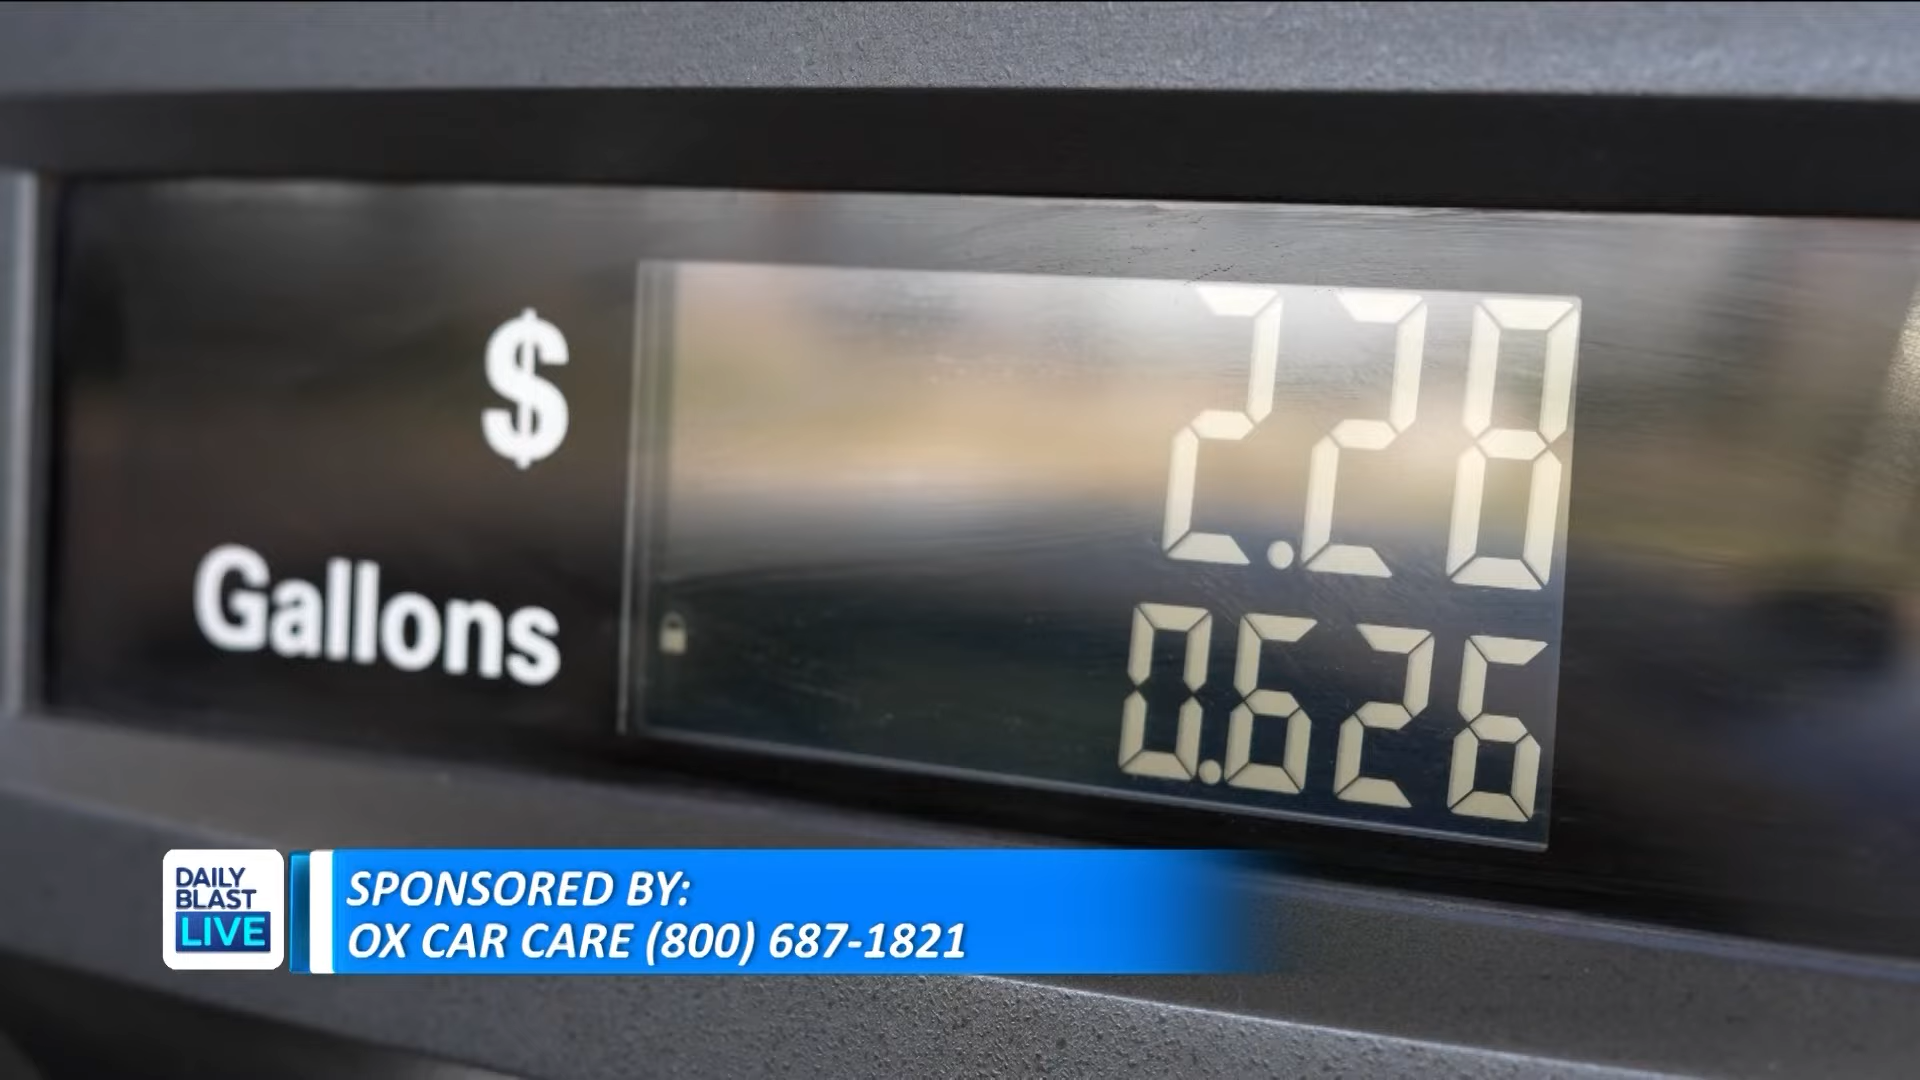 $ 2.28
Gallons 0.626
DAILY
BLAST
LIVE
SPONSORED BY:
OX CAR CARE (800) 687-1821